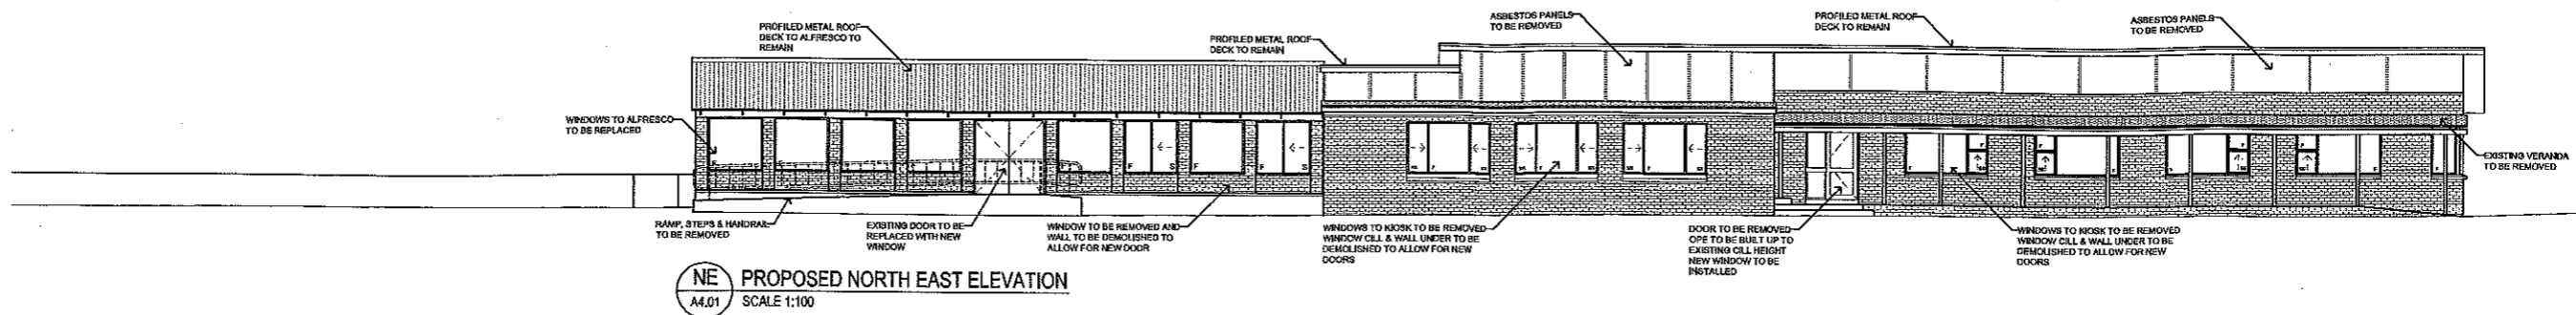 PROFILED METAL ROOF
DECK TO ALFRESCO TO
REMAIN
PROFILED METAL ROOF
DECK TO REMAIN
ASBESTOS PANELS
TO BE REMOVED
PROFILED METAL ROOF
DECK TO REMAIN
ASBESTOS PANELS
TO BE REMOVED
WINDOWS TO ALFRESCO
TO BE REPLACED
EXISTING VERANDA
TO BE REMOVED
RAMP, STEPS & HANDRAIL
TO BE REMOVED
EXISTING DOOR TO BE
REPLACED WITH NEW
WINDOW
WINDOW TO BE REMOVED AND
WALL TO BE DEMOLISHED TO
ALLOW FOR NEW DOOR
WINDOWS TO KIOSK TO BE REMOVED
WINDOW CILL & WALL UNDER TO BE
DEMOLISHED TO ALLOW FOR NEW
DOORS
DOOR TO BE REMOVED
OPE TO BE BUILT UP TO
EXISTING CILL HEIGHT
NEW WINDOW TO BE
INSTALLED
WINDOWS TO KIOSK TO BE REMOVED
WINDOW CILL & WALL UNDER TO BE
DEMOLISHED TO ALLOW FOR NEW
DOORS
NE
A4.01
PROPOSED NORTH EAST ELEVATION
SCALE 1:100